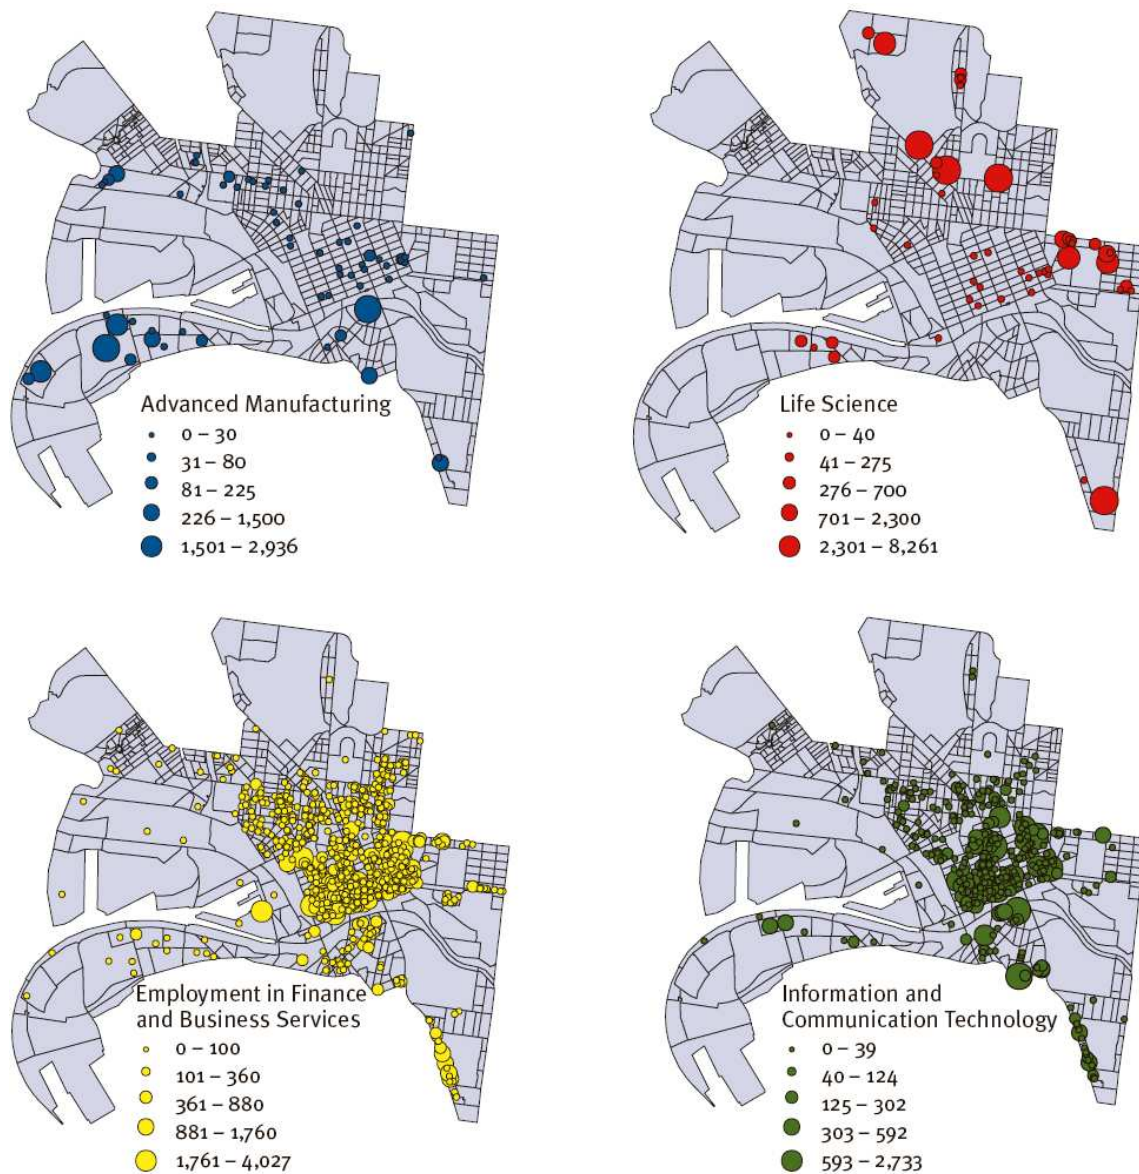 Advanced Manufacturing
0 – 30
31 – 80
81 – 225
226 – 1,500
1,501 – 2,936
Life Science
0 – 40
41 – 275
276 – 700
701 – 2,300
2,301 – 8,261
Employment in Finance
and Business Services
0 – 100
101 – 360
361 – 880
881 – 1,760
1,761 – 4,027
Information and
Communication Technology
0 – 39
40 – 124
125 – 302
303 – 592
593 – 2,733